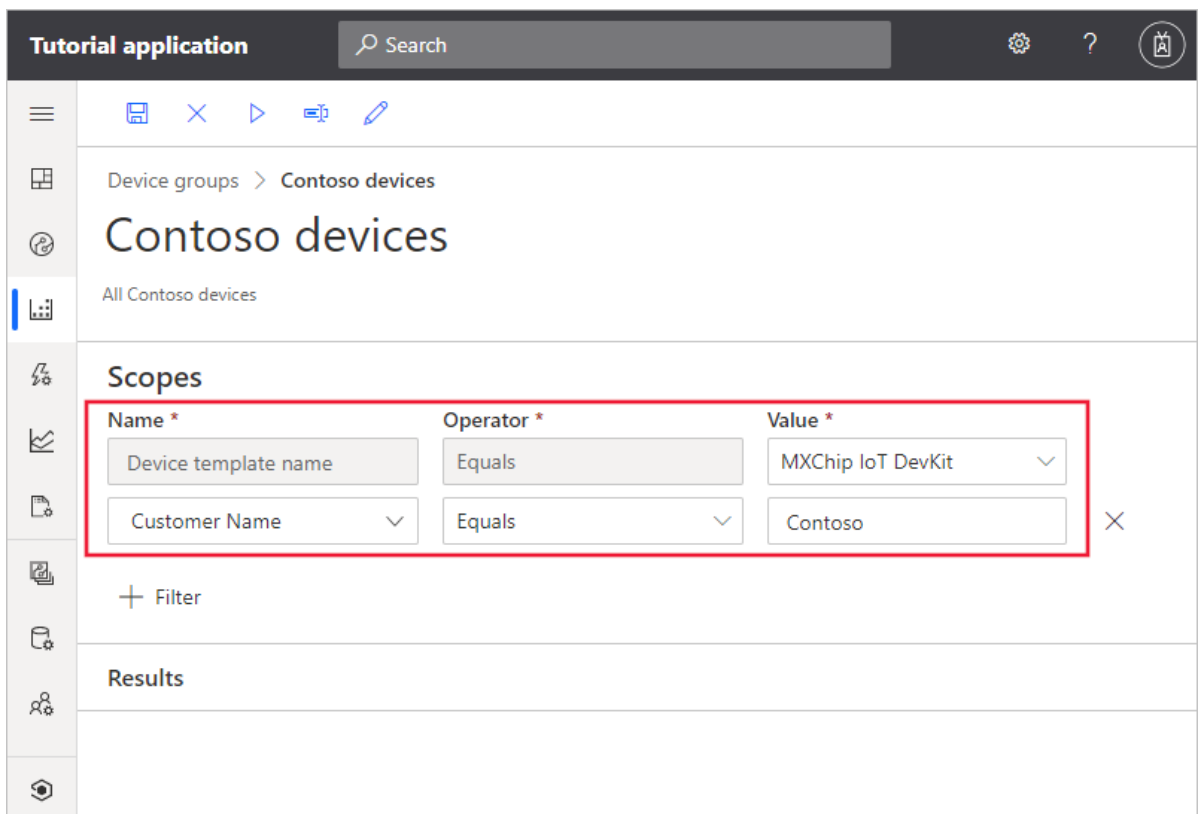 Tutorial application Search ?
Device groups > Contoso devices
Contoso devices
All Contoso devices
Scopes
Name * Operator * Value *
Device template name Equals MXChip IoT DevKit
Customer Name Equals Contoso
+ Filter
Results